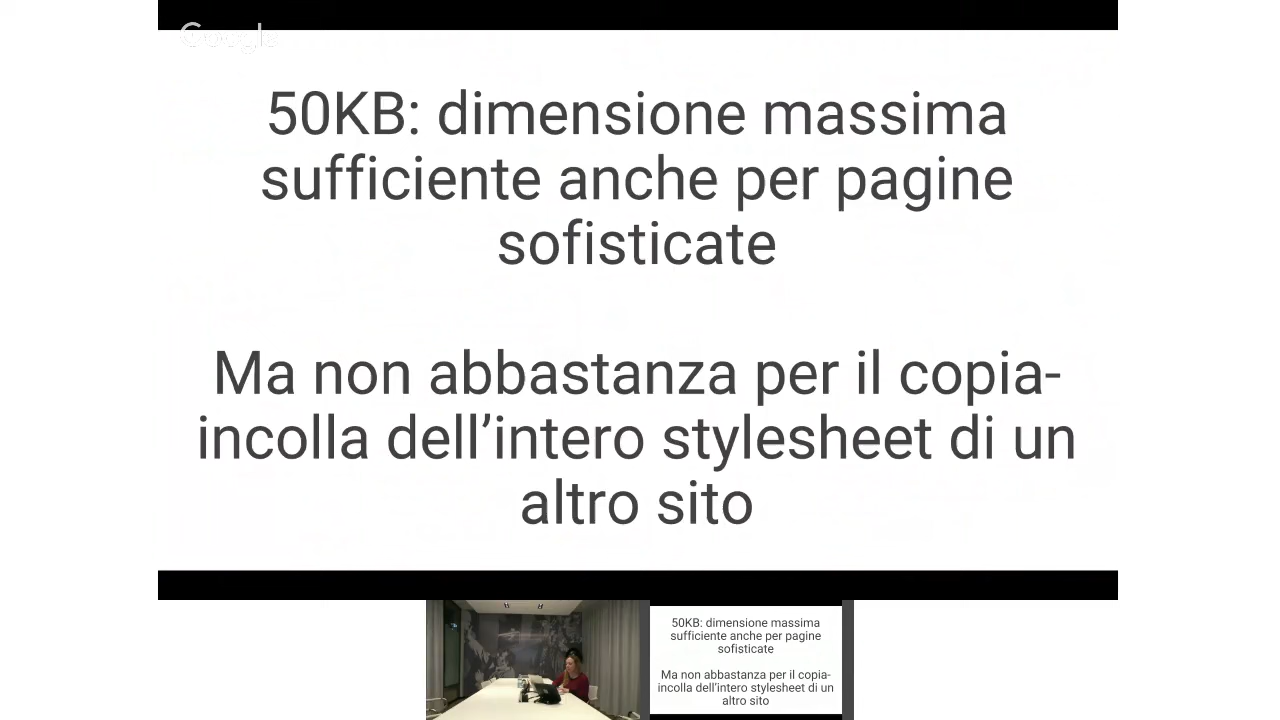 Google
50KB: dimensione massima
sufficiente anche per pagine
sofisticate
Ma non abbastanza per il copia-
incolla dell’intero stylesheet di un
altro sito
50KB: dimensione massima
sufficiente anche per pagine
sofisticate
Ma non abbastanza per il copia-
incolla dell’intero stylesheet di un
altro sito